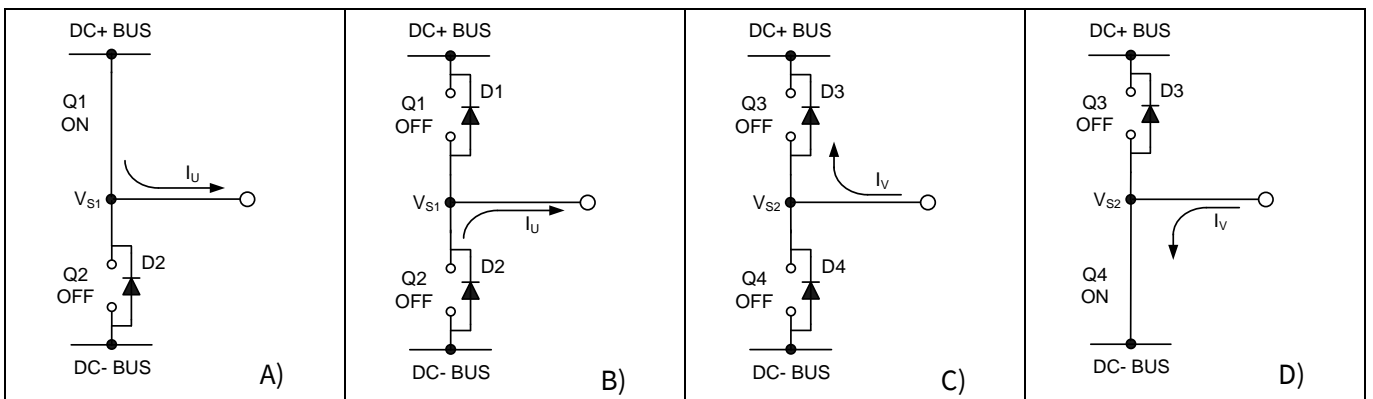 DC+ BUS
Q1
ON
I_U
V_S1
D2
Q2
OFF
DC- BUS
A)
DC+ BUS
D1
Q1
OFF
V_S1
I_U
D2
Q2
OFF
DC- BUS
B)
DC+ BUS
D3
Q3
OFF
I_V
V_S2
D4
Q4
OFF
DC- BUS
C)
DC+ BUS
D3
Q3
OFF
V_S2
I_V
Q4
ON
DC- BUS
D)